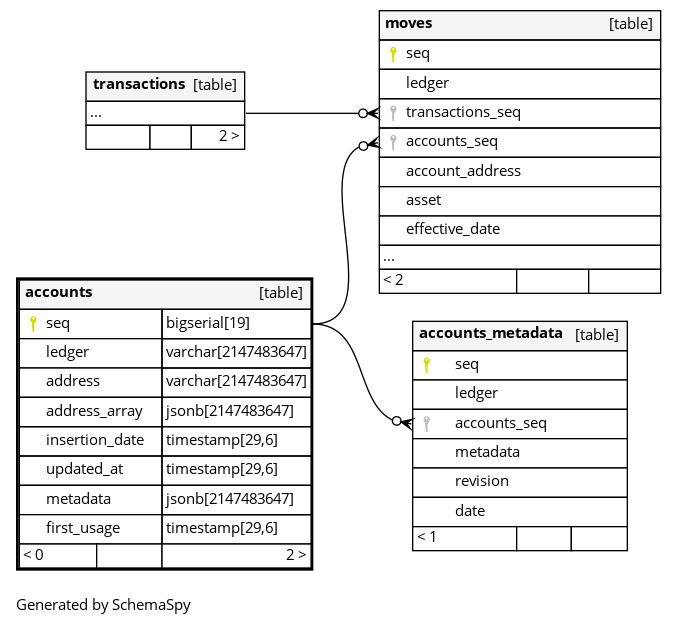 moves [table]
seq
ledger
transactions_seq
accounts_seq
account_address
asset
effective_date
...
< 2
transactions [table]
...
2 >
accounts [table]
seq bigserial[19]
ledger varchar[2147483647]
address varchar[2147483647]
address_array jsonb[2147483647]
insertion_date timestamp[29,6]
updated_at timestamp[29,6]
metadata jsonb[2147483647]
first_usage timestamp[29,6]
< 0 2 >
accounts_metadata [table]
seq
ledger
accounts_seq
metadata
revision
date
< 1
Generated by SchemaSpy